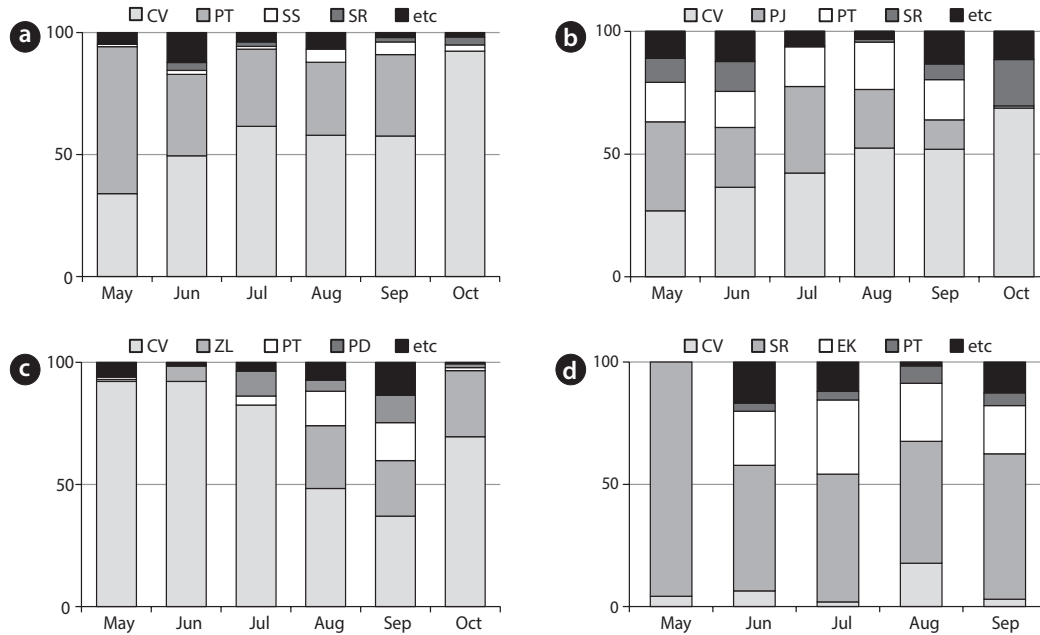 a
CV PT SS SR etc
100
50
0
May Jun Jul Aug Sep Oct
b
CV PJ PT SR etc
100
50
0
May Jun Jul Aug Sep Oct
c
CV ZL PT PD etc
100
50
0
May Jun Jul Aug Sep Oct
d
CV SR EK PT etc
100
50
0
May Jun Jul Aug Sep